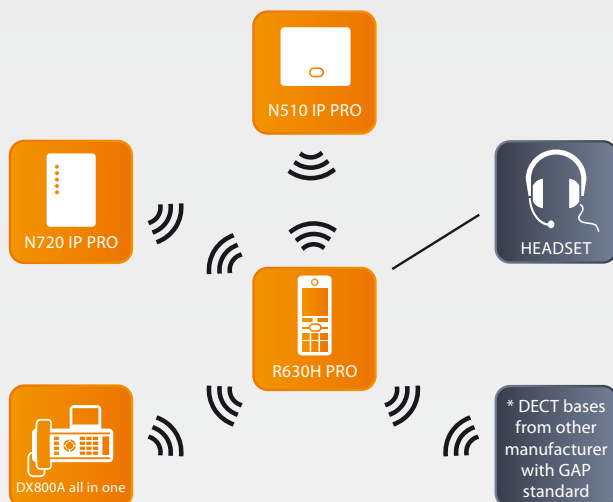 N510 IP PRO
N720 IP PRO
HEADSET
R630H PRO
DX800A all in one
* DECT bases
from other
manufacturer
with GAP
standard